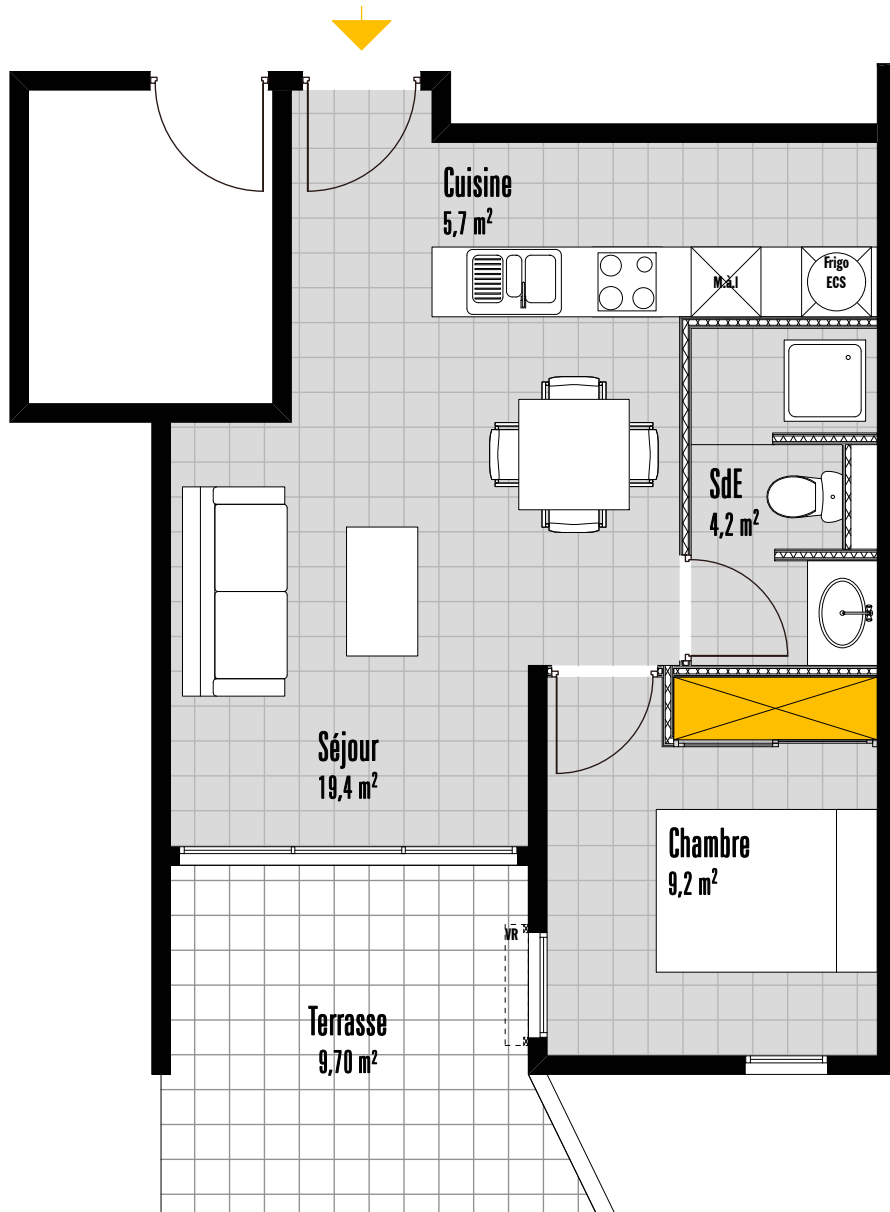 Cuisine
5,7 m²
M.à.l
Frigo
ECS
SdE
4,2 m²
Séjour
19,4 m²
Chambre
9,2 m²
VR
Terrasse
9,70 m²